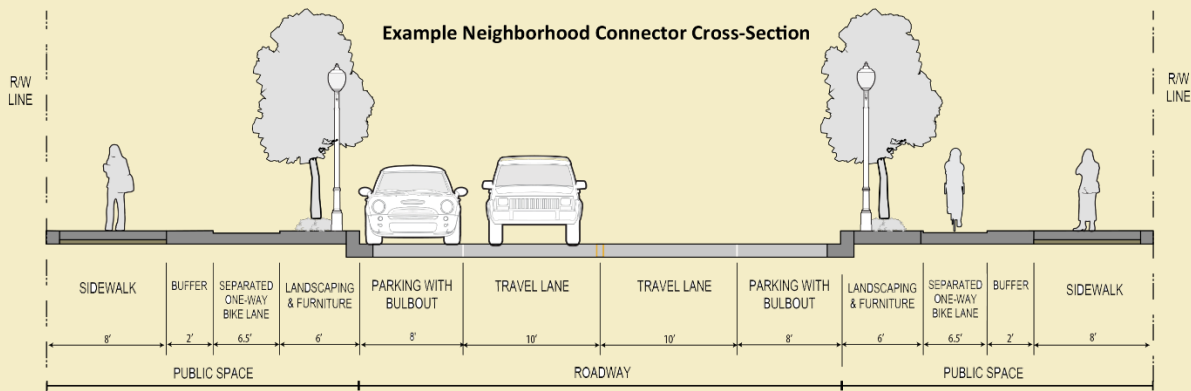 Example Neighborhood Connector Cross-Section
R/W
LINE
R/W
LINE
SIDEWALK
BUFFER
SEPARATED
ONE-WAY
BIKE LANE
LANDSCAPING
& FURNITURE
PARKING WITH
BULBOUT
TRAVEL LANE
TRAVEL LANE
PARKING WITH
BULBOUT
LANDSCAPING
& FURNITURE
SEPARATED
ONE-WAY
BIKE LANE
BUFFER
SIDEWALK
8' 2' 6.5' 6' 8' 10' 10' 8' 6' 6.5' 2' 8'
PUBLIC SPACE ROADWAY PUBLIC SPACE